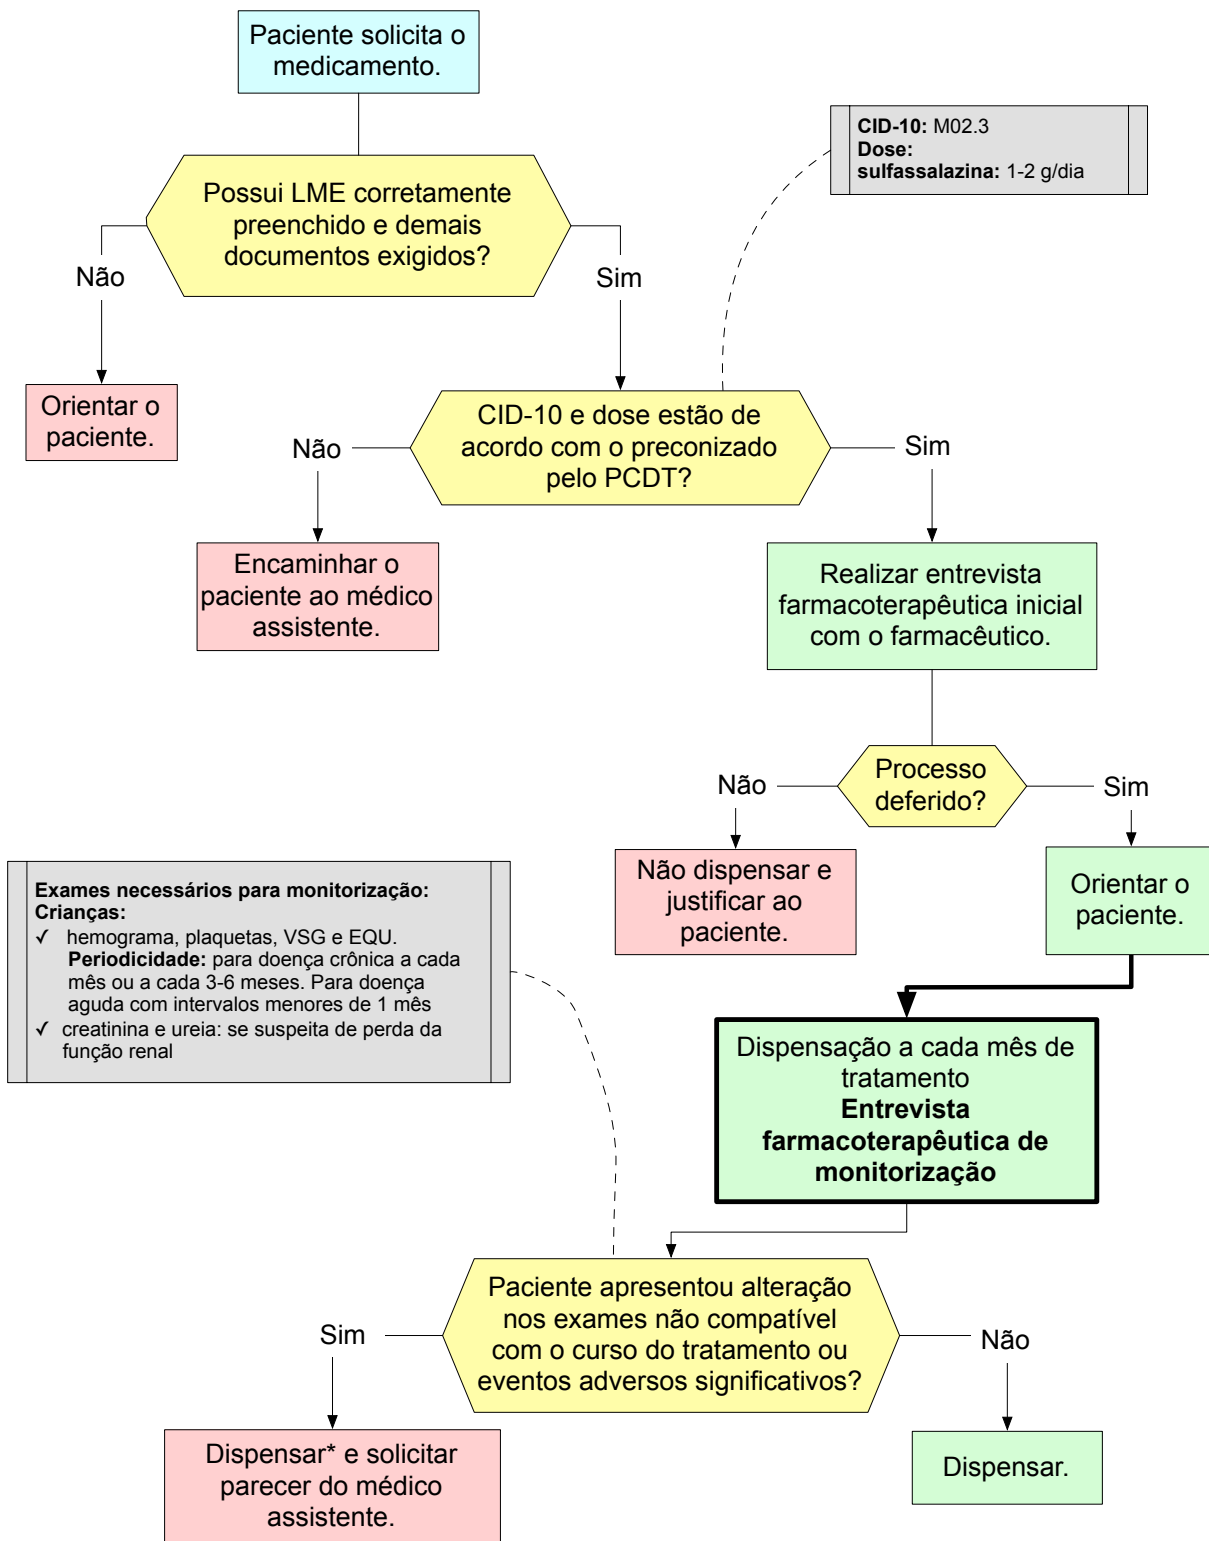 Paciente solicita o
medicamento.
CID-10: M02.3
Dose:
sulfassalazina: 1-2 g/dia
Possui LME corretamente
preenchido e demais
documentos exigidos?
Não
Sim
Orientar o
paciente.
CID-10 e dose estão de
acordo com o preconizado
pelo PCDT?
Não
Sim
Encaminhar o
paciente ao médico
assistente.
Realizar entrevista
farmacoterapêutica inicial
com o farmacêutico.
Processo
deferido?
Não
Sim
Não dispensar e
justificar ao
paciente.
Orientar o
paciente.
Exames necessários para monitorização:
Crianças:
✓ hemograma, plaquetas, VSG e EQU.
Periodicidade: para doença crônica a cada
mês ou a cada 3-6 meses. Para doença
aguda com intervalos menores de 1 mês
✓ creatinina e ureia: se suspeita de perda da
função renal
Dispensação a cada mês de
tratamento
Entrevista
farmacoterapêutica de
monitorização
Paciente apresentou alteração
nos exames não compatível
com o curso do tratamento ou
eventos adversos significativos?
Sim
Não
Dispensar* e solicitar
parecer do médico
assistente.
Dispensar.